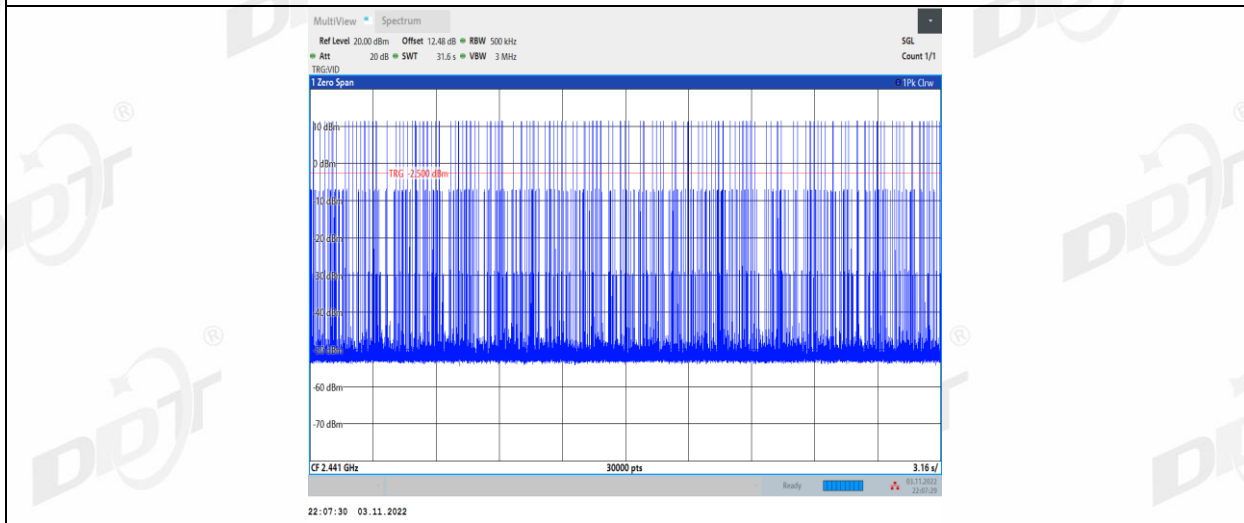 MultiView Spectrum
Ref Level 20.00 dBm Offset 12.48 dB RBW 500 kHz SGL
Att 20 dB SWT 31.6 s VBW 3 MHz Count 1/1
TRG:VID
1 Zero Span 1Pk Clrw
10 dBm
0 dBm
TRG -2.500 dBm
-10 dBm
-20 dBm
-30 dBm
-40 dBm
-50 dBm
-60 dBm
-70 dBm
CF 2.441 GHz 30000 pts 3.16 s/
Ready 03.11.2022
22:07:29
22:07:30 03.11.2022
DDT
®